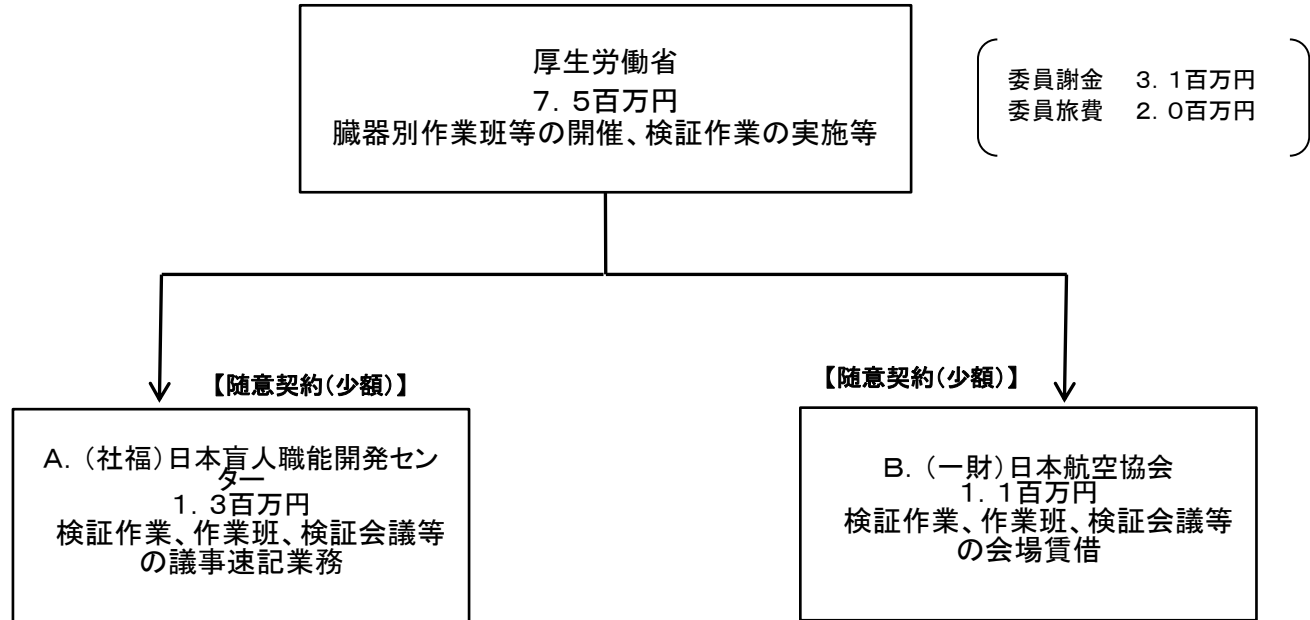 厚生労働省
７．５百万円
臓器別作業班等の開催、検証作業の実施等
委員謝金　３．１百万円
委員旅費　２．０百万円
【随意契約（少額）】
【随意契約（少額）】
A．（社福）日本盲人職能開発セン
ター
１．３百万円
検証作業、作業班、検証会議等
の議事速記業務
B．（一財）日本航空協会
１．１百万円
検証作業、作業班、検証会議等
の会場賃借